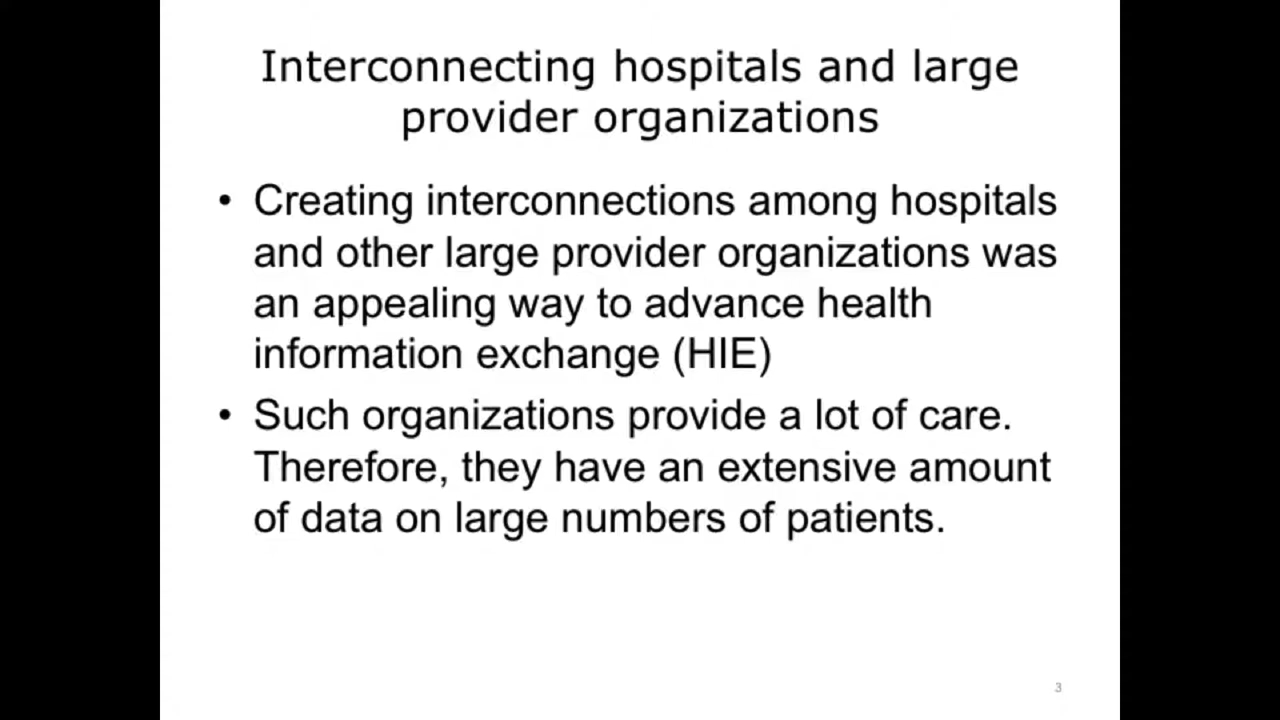 Interconnecting hospitals and large
provider organizations
• Creating interconnections among hospitals
and other large provider organizations was
an appealing way to advance health
information exchange (HIE)
• Such organizations provide a lot of care.
Therefore, they have an extensive amount
of data on large numbers of patients.
3